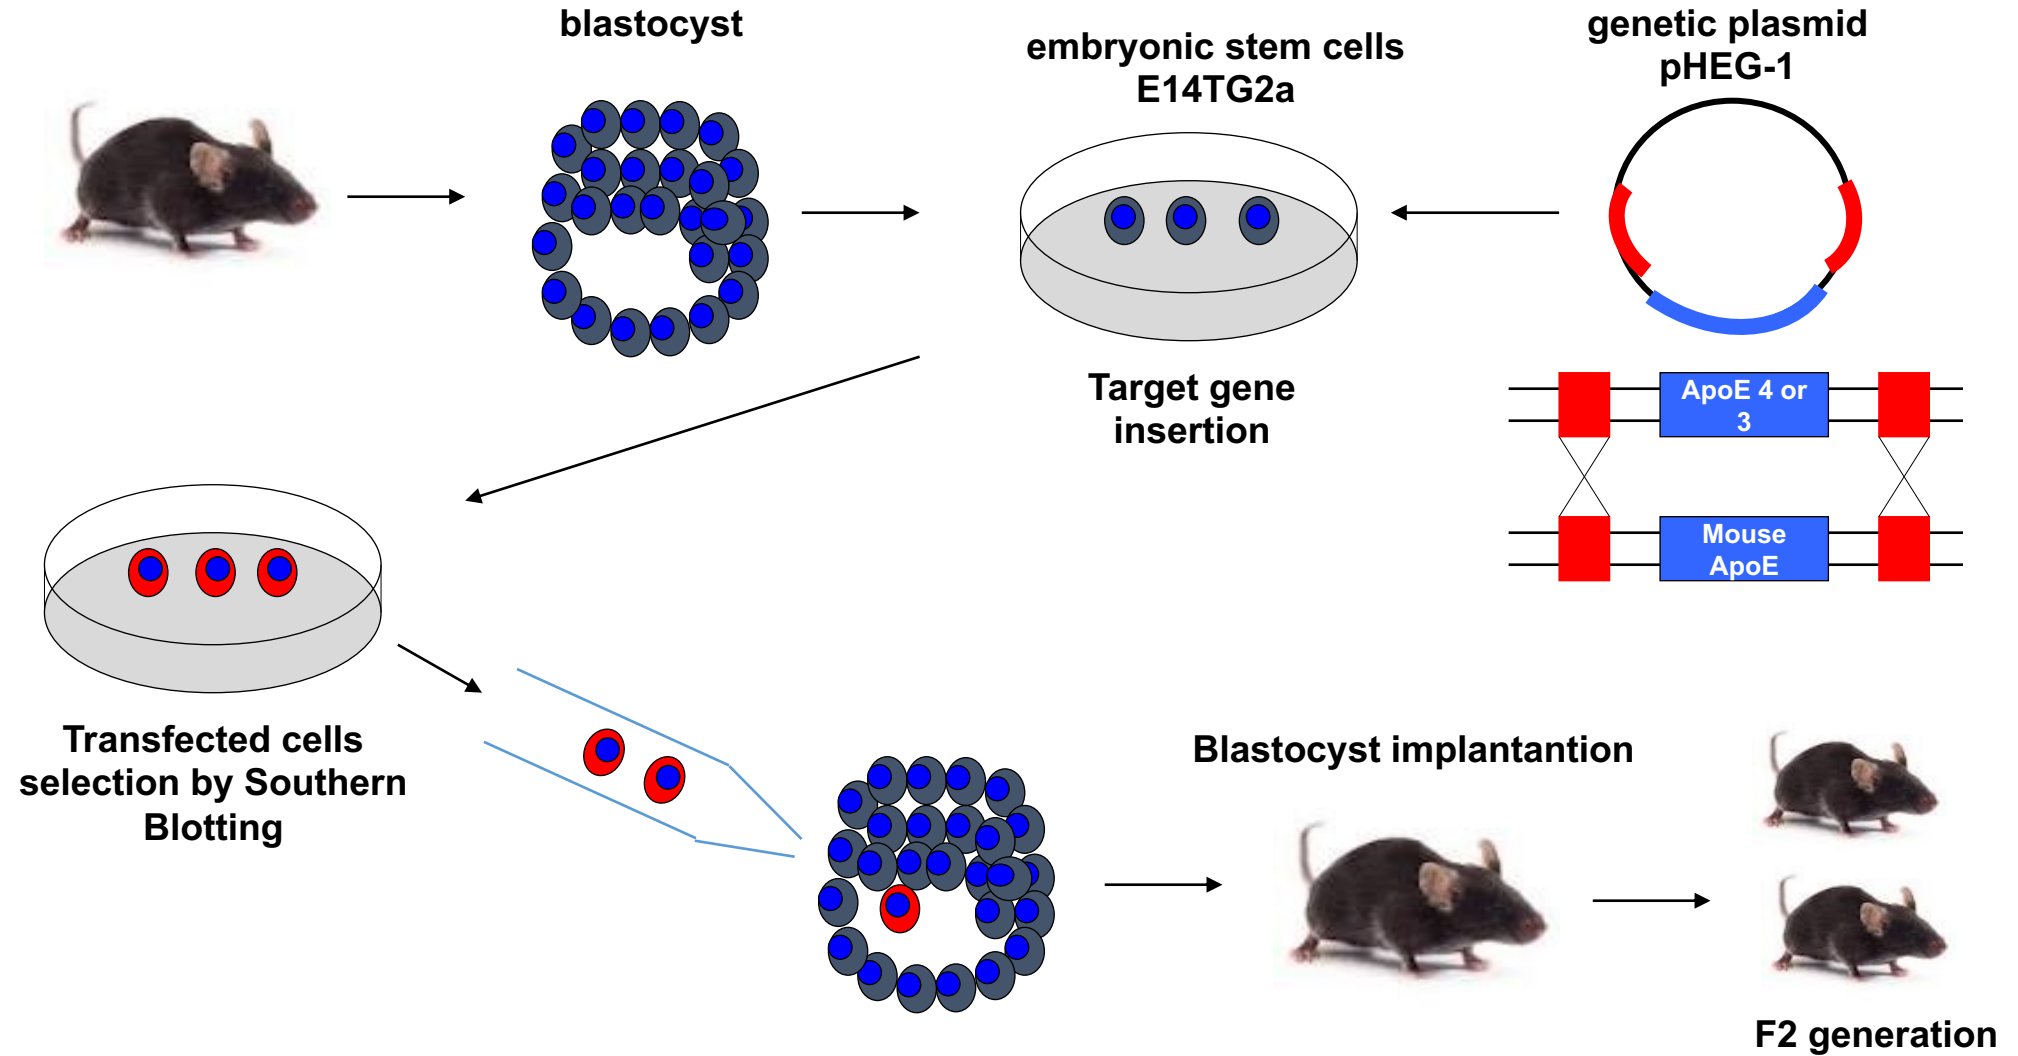 blastocyst
embryonic stem cells
E14TG2a
genetic plasmid
pHEG-1
Target gene
insertion
ApoE 4 or
3
Mouse
ApoE
Transfected cells
selection by Southern
Blotting
Blastocyst implantantion
F2 generation